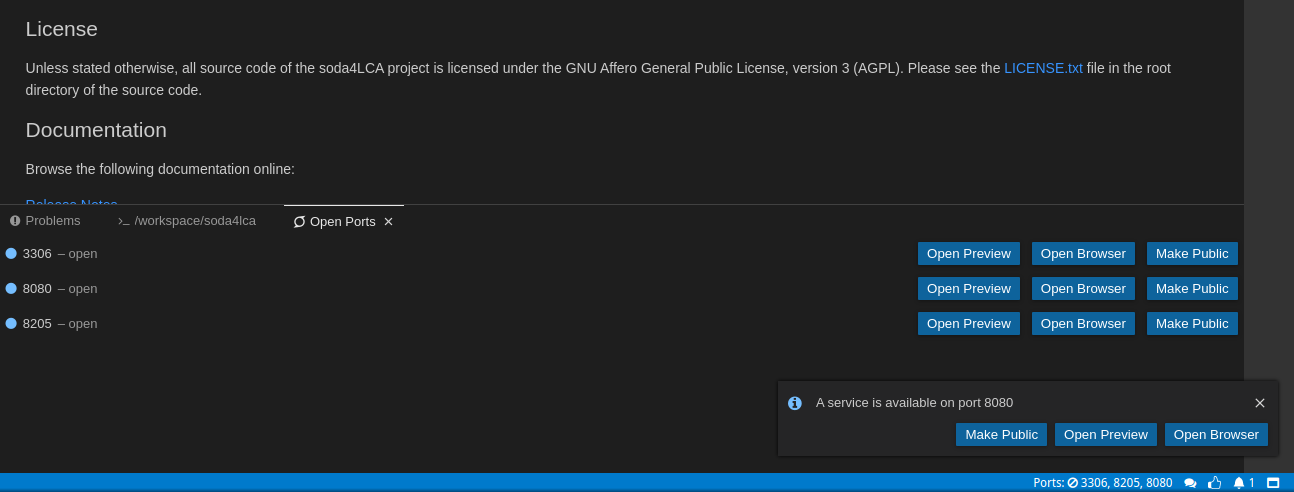 License
Unless stated otherwise, all source code of the soda4LCA project is licensed under the GNU Affero General Public License, version 3 (AGPL). Please see the LICENSE.txt file in the root
directory of the source code.
Documentation
Browse the following documentation online:
Release Notes
Problems /workspace/soda4lca Open Ports
3306 – open Open Preview Open Browser Make Public
8080 – open Open Preview Open Browser Make Public
8205 – open Open Preview Open Browser Make Public
A service is available on port 8080
Make Public Open Preview Open Browser
Ports: 3306, 8205, 8080 1